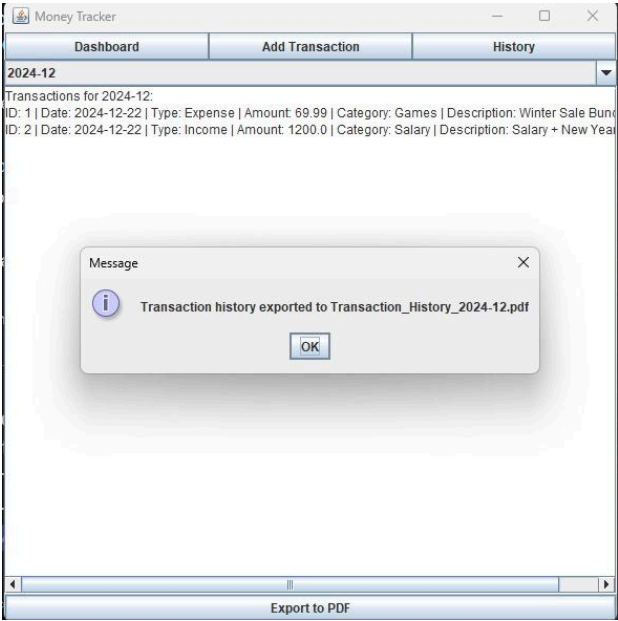 Money Tracker
Dashboard Add Transaction History
2024-12
Transactions for 2024-12:
ID: 1 | Date: 2024-12-22 | Type: Expense | Amount: 69.99 | Category: Games | Description: Winter Sale
ID: 2 | Date: 2024-12-22 | Type: Income | Amount: 1200.0 | Category: Salary | Description: Salary + New
Message
Transaction history exported to Transaction_History_2024-12.pdf
OK
Export to PDF